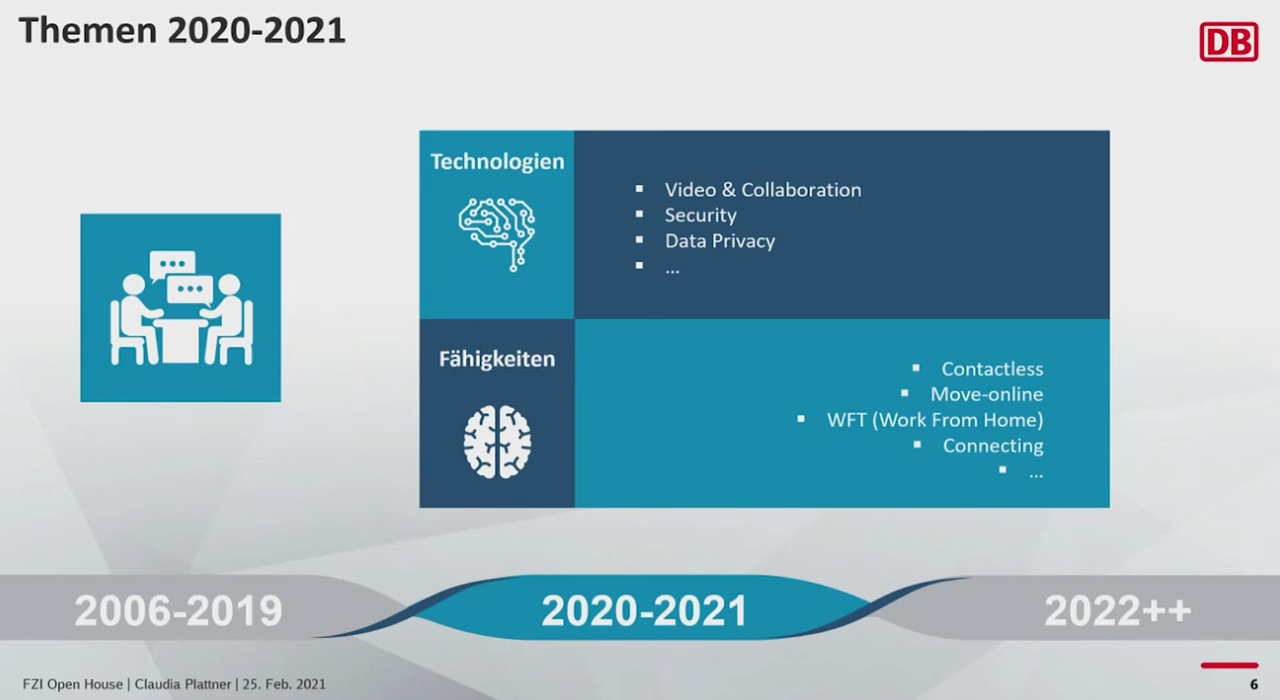 Themen 2020-2021
DB
Technologien
▪ Video & Collaboration
▪ Security
▪ Data Privacy
▪ ...
Fähigkeiten
▪ Contactless
▪ Move-online
▪ WFT (Work From Home)
▪ Connecting
▪ ...
2006-2019
2020-2021
2022++
FZI Open House | Claudia Plattner | 25. Feb. 2021
6